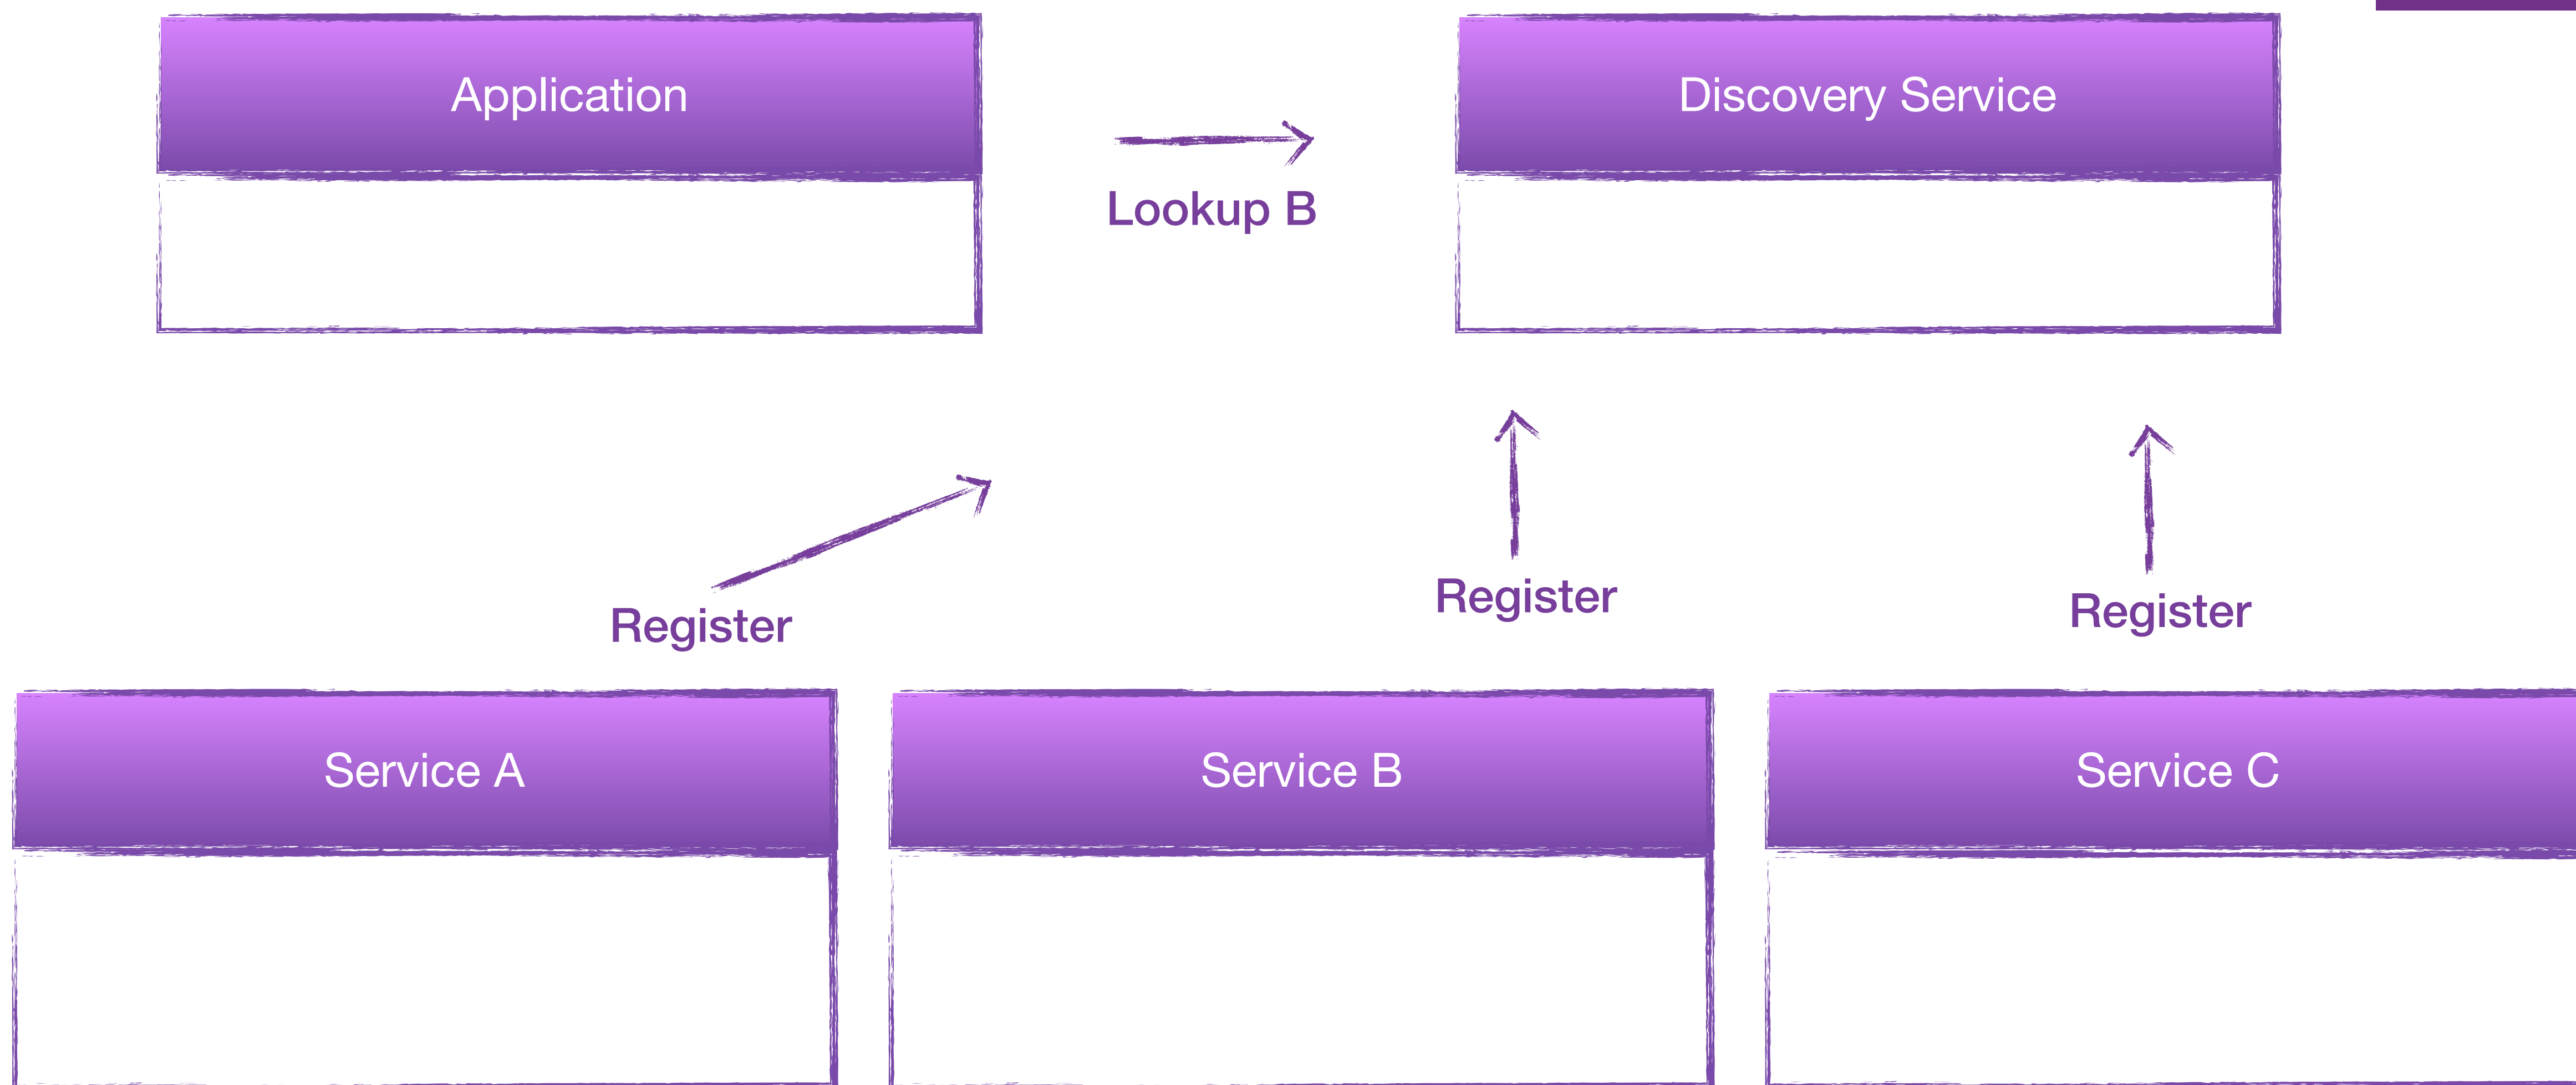 Application
Discovery Service
Lookup B
Register
Register
Register
Service A
Service B
Service C